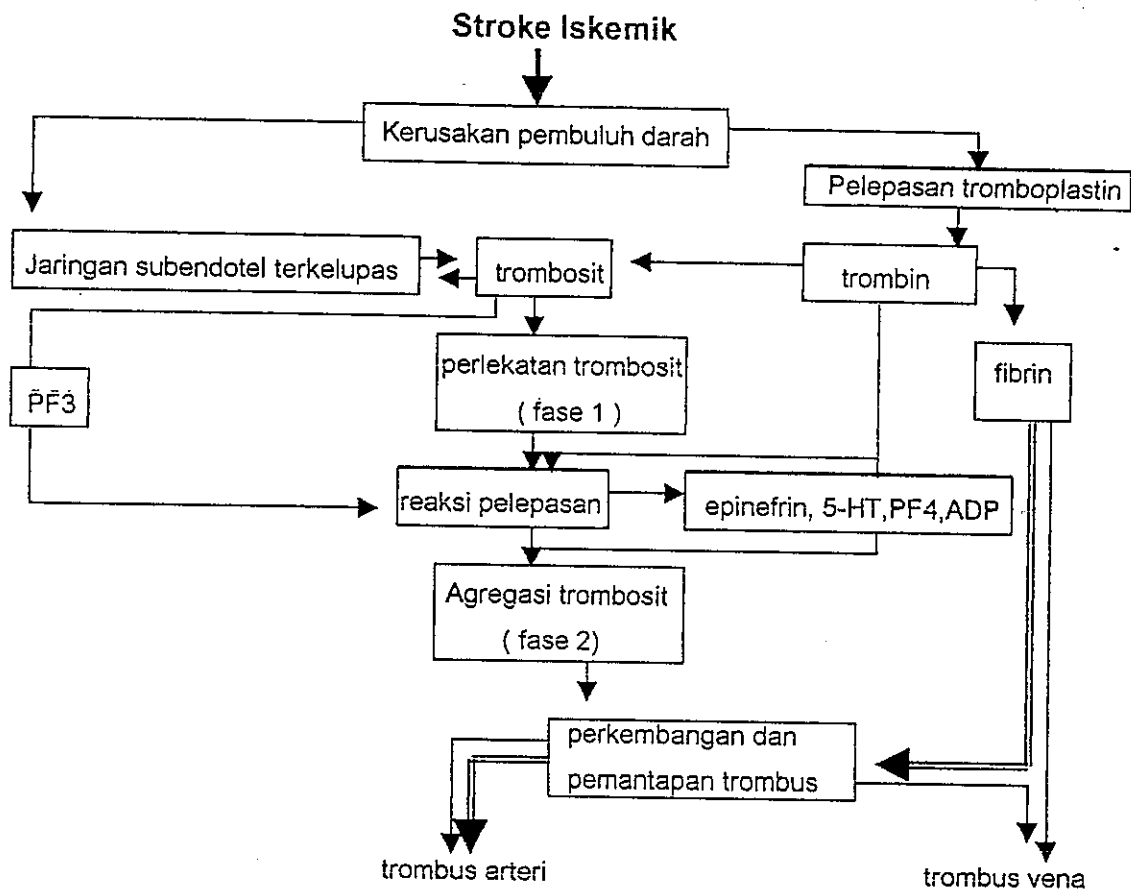 Stroke Iskemik
Kerusakan pembuluh darah
Pelepasan tromboplastin
Jaringan subendotel terkelupas
trombosit
trombin
perlekatan trombosit
( fase 1 )
fibrin
PF3
reaksi pelepasan
epinefrin, 5-HT,PF4,ADP
Agregasi trombosit
( fase 2)
perkembangan dan
pemantapan trombus
trombus arteri
trombus vena